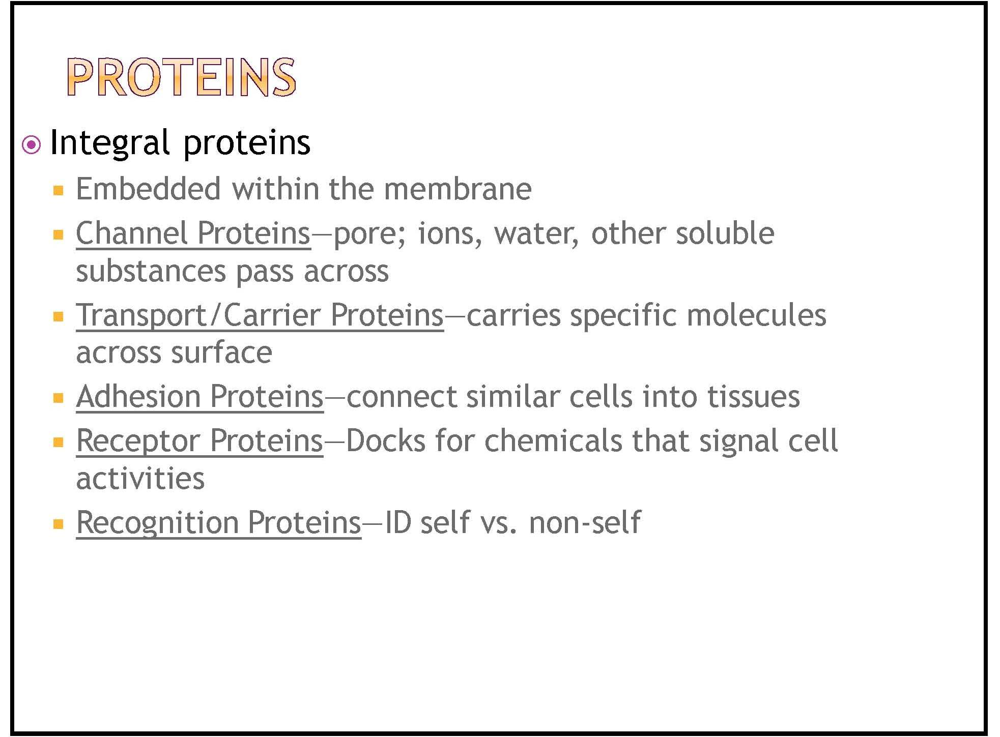 PROTEINS
Integral proteins
Embedded within the membrane
Channel Proteins—pore; ions, water, other soluble
substances pass across
Transport/Carrier Proteins—carries specific molecules
across surface
Adhesion Proteins—connect similar cells into tissues
Receptor Proteins—Docks for chemicals that signal cell
activities
Recognition Proteins—ID self vs. non-self